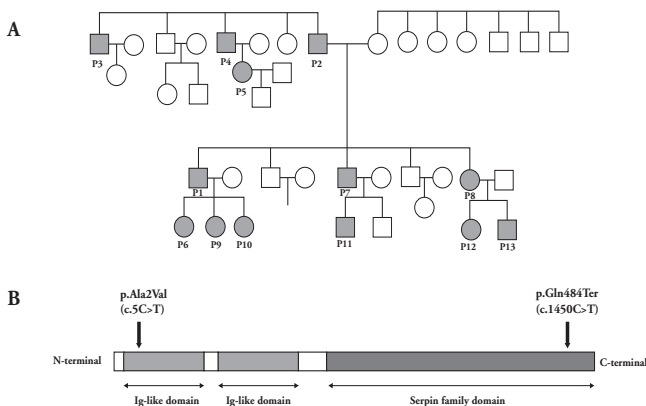 A
P3
P4
P2
P5
P1
P7
P8
P6
P9
P10
P11
P12
P13
B
p.Ala2Val
(c.5C>T)
p.Gln484Ter
(c.1450C>T)
N-terminal
C-terminal
Ig-like domain
Ig-like domain
Serpin family domain